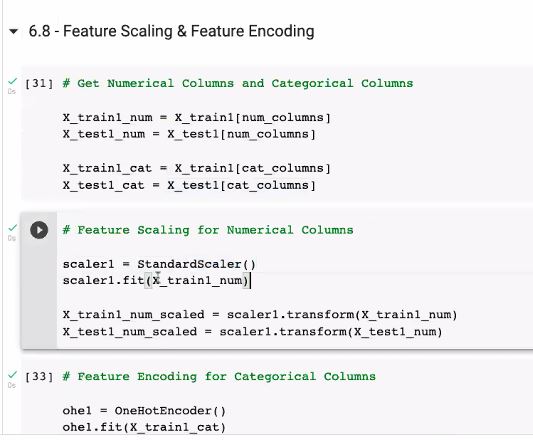 6.8 - Feature Scaling & Feature Encoding
[31] # Get Numerical Columns and Categorical Columns
0s
X_train1_num = X_train1[num_columns]
X_test1_num = X_test1[num_columns]
X_train1_cat = X_train1[cat_columns]
X_test1_cat = X_test1[cat_columns]
# Feature Scaling for Numerical Columns
0s
scaler1 = StandardScaler()
scaler1.fit(X_train1_num)
X_train1_num_scaled = scaler1.transform(X_train1_num)
X_test1_num_scaled = scaler1.transform(X_test1_num)
[33] # Feature Encoding for Categorical Columns
0s
ohe1 = OneHotEncoder()
ohe1.fit(X_train1_cat)